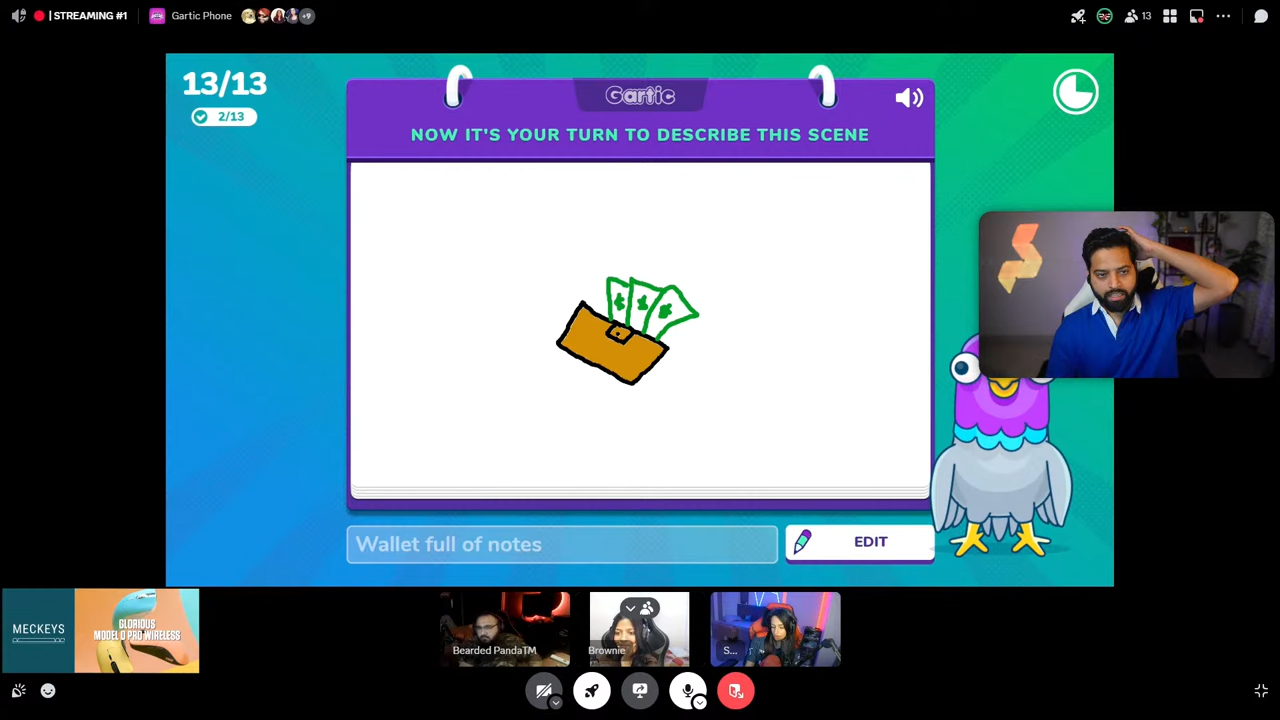 | STREAMING #1
Gartic Phone
+9
13
13/13
2/13
Gartic
NOW IT'S YOUR TURN TO DESCRIBE THIS SCENE
Wallet full of notes
EDIT
MECKEYS
GLORIOUS
MODEL O PRO WIRELESS
Bearded PandaTM
Brownie
S...